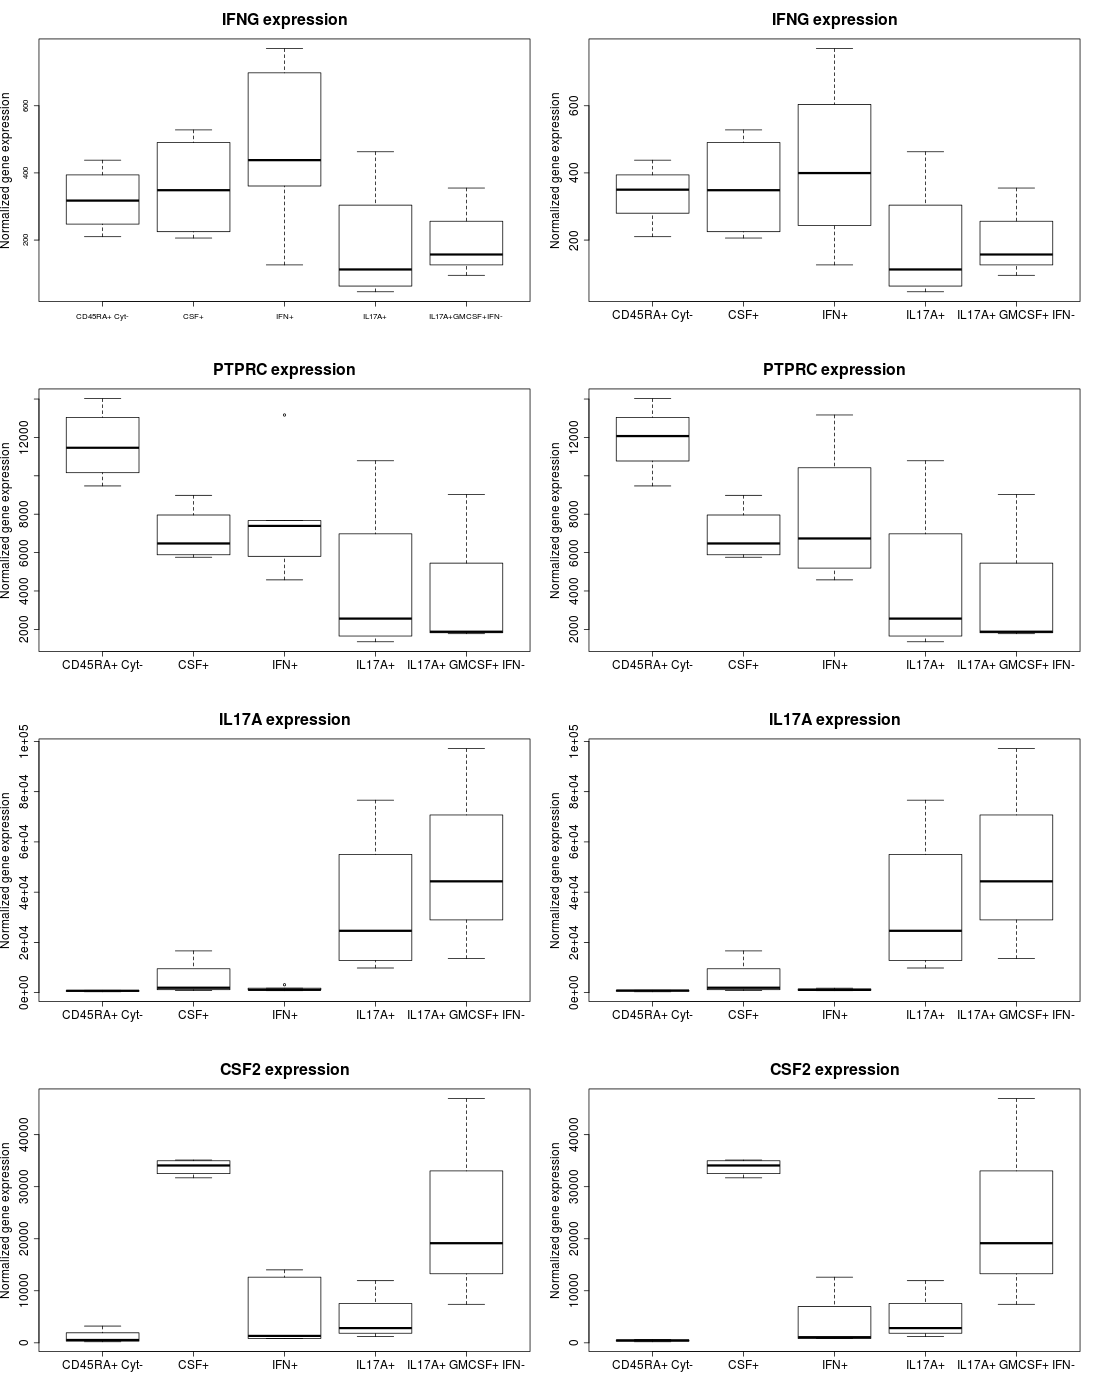 IFNG expression
Normalized gene expression
600
400
200
CD45RA+ Cyt-
CSF+
IFN+
IL17A+
IL17A+GMCSF+IFN-
IFNG expression
Normalized gene expression
600
400
200
CD45RA+ Cyt-
CSF+
IFN+
IL17A+
IL17A+ GMCSF+ IFN-
PTPRC expression
Normalized gene expression
12000
8000
6000
4000
2000
CD45RA+ Cyt-
CSF+
IFN+
IL17A+
IL17A+ GMCSF+ IFN-
PTPRC expression
Normalized gene expression
12000
8000
6000
4000
2000
CD45RA+ Cyt-
CSF+
IFN+
IL17A+
IL17A+ GMCSF+ IFN-
IL17A expression
Normalized gene expression
1e+05
8e+04
6e+04
4e+04
2e+04
0e+00
CD45RA+ Cyt-
CSF+
IFN+
IL17A+
IL17A+ GMCSF+ IFN-
IL17A expression
Normalized gene expression
1e+05
8e+04
6e+04
4e+04
2e+04
0e+00
CD45RA+ Cyt-
CSF+
IFN+
IL17A+
IL17A+ GMCSF+ IFN-
CSF2 expression
Normalized gene expression
40000
30000
20000
10000
0
CD45RA+ Cyt-
CSF+
IFN+
IL17A+
IL17A+ GMCSF+ IFN-
CSF2 expression
Normalized gene expression
40000
30000
20000
10000
0
CD45RA+ Cyt-
CSF+
IFN+
IL17A+
IL17A+ GMCSF+ IFN-